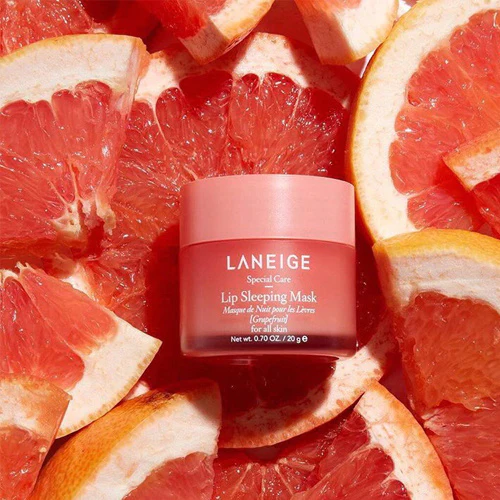 LANEIGE
Special Care
Lip Sleeping Mask
Masque de Nuit pour les Lèvres
[Grapefruit]
for all skin
Net wt. 0.70 OZ. / 20 g ℮